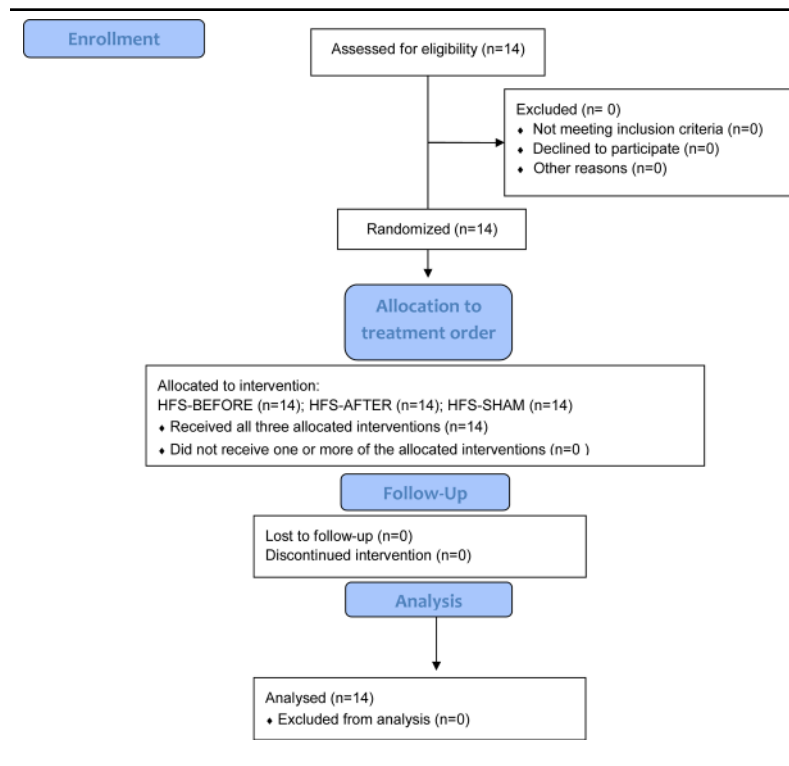 Enrollment
Assessed for eligibility (n=14)
Excluded (n= 0)
⬧ Not meeting inclusion criteria (n=0)
⬧ Declined to participate (n=0)
⬧ Other reasons (n=0)
Randomized (n=14)
Allocation to
treatment order
Allocated to intervention:
HFS-BEFORE (n=14); HFS-AFTER (n=14); HFS-SHAM (n=14)
⬧ Received all three allocated interventions (n=14)
⬧ Did not receive one or more of the allocated interventions (n=0 )
Follow-Up
Lost to follow-up (n=0)
Discontinued intervention (n=0)
Analysis
Analysed (n=14)
⬧ Excluded from analysis (n=0)